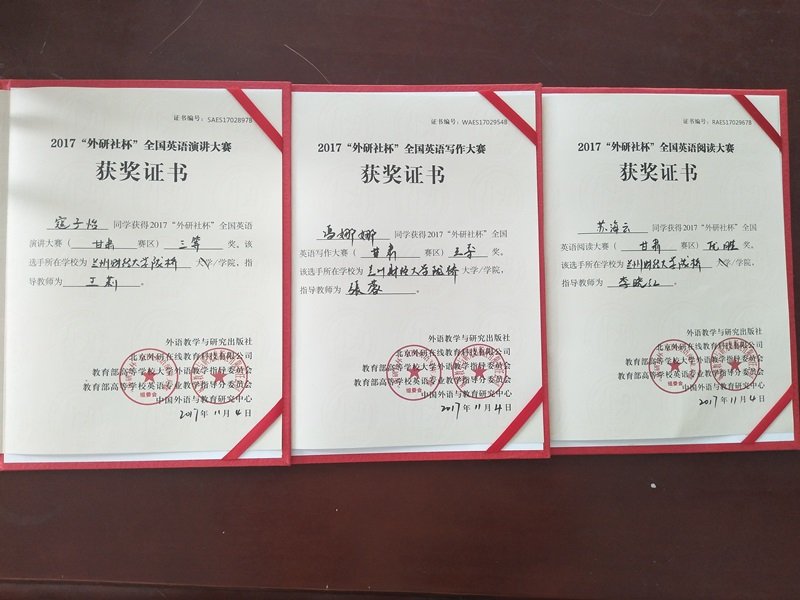 证书编号：SAES1702897B
2017 “外研社杯” 全国英语演讲大赛
获奖证书
寇子怡 同学获得2017 “外研社杯” 全国英语
演讲大赛（ 甘肃 赛区） 三等 奖。该
选手所在学校为 兰州财经大学陇桥 大学/学院，指
导教师为 王莉 。
外语教学与研究出版社
北京外研在线教育科技有限公司
教育部高等学校大学外语教学指导委员会
教育部高等学校英语专业教学指导分委员会
中国外语与教育研究中心
组委会
2017 年 11 月 4 日
证书编号：WAES1702954B
2017 “外研社杯” 全国英语写作大赛
获奖证书
冯娜娜 同学获得2017 “外研社杯” 全国
英语写作大赛（ 甘肃 赛区） 三等 奖。
该选手所在学校为 兰州财经大学陇桥 大学/学院，
指导教师为 张蓉 。
外语教学与研究出版社
北京外研在线教育科技有限公司
教育部高等学校大学外语教学指导委员会
教育部高等学校英语专业教学指导分委员会
中国外语与教育研究中心
组委会
2017 年 11 月 4 日
证书编号：RAES1702967B
2017 “外研社杯” 全国英语阅读大赛
获奖证书
苏海云 同学获得2017 “外研社杯” 全国
英语阅读大赛（ 甘肃 赛区） 优胜 奖。
该选手所在学校为 兰州财经大学陇桥 大学/学院，
指导教师为 李晓红 。
外语教学与研究出版社
北京外研在线教育科技有限公司
教育部高等学校大学外语教学指导委员会
教育部高等学校英语专业教学指导分委员会
中国外语与教育研究中心
2017 年 11 月 4 日